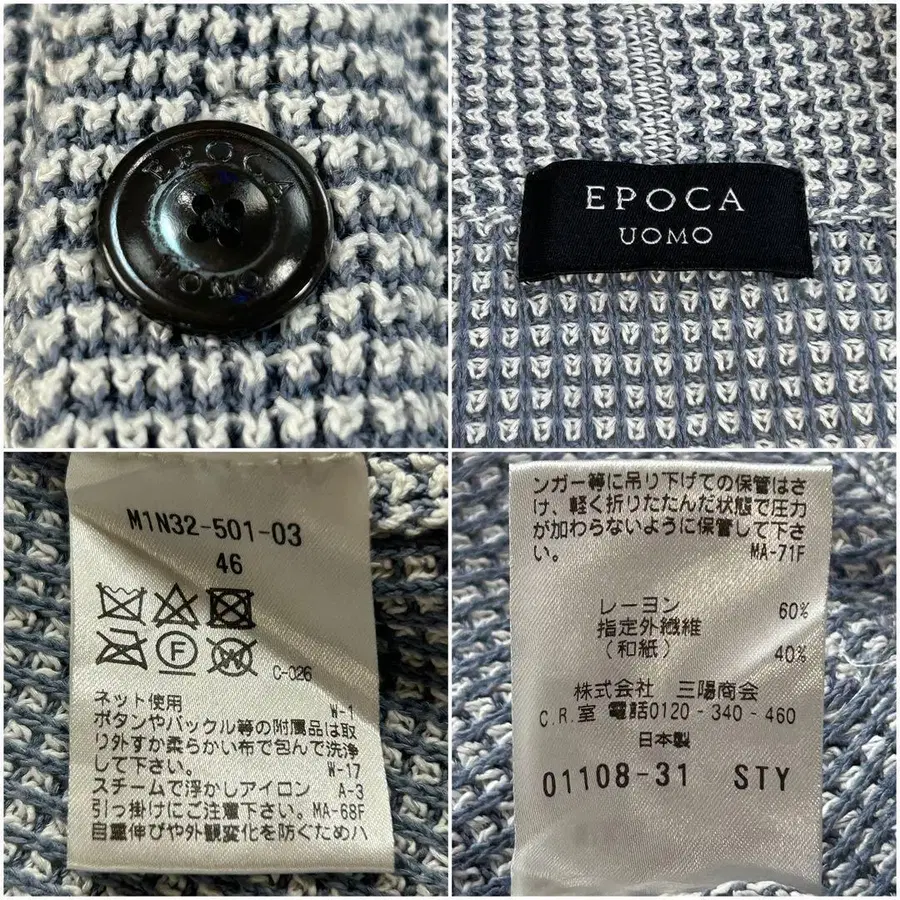 EPOCA
UOMO
EPOCA
UOMO
M1N32-501-03
46
F
W
C-026
ネット使用 W-1
ボタンやバックル等の附属品は取
り外すか柔らかい布で包んで洗浄
して下さい。 W-17
スチームで浮かしアイロン A-3
引っ掛けにご注意下さい。MA-68F
自重伸びや外観変化を防ぐためハ
ンガー等に吊り下げての保管はさ
け、軽く折りたたんだ状態で圧力
が加わらないように保管して下さ
い。 MA-71F
レーヨン 60%
指定外繊維
(和紙) 40%
株式会社 三陽商会
C.R.室 電話0120-340-460
日本製
01108-31 STY